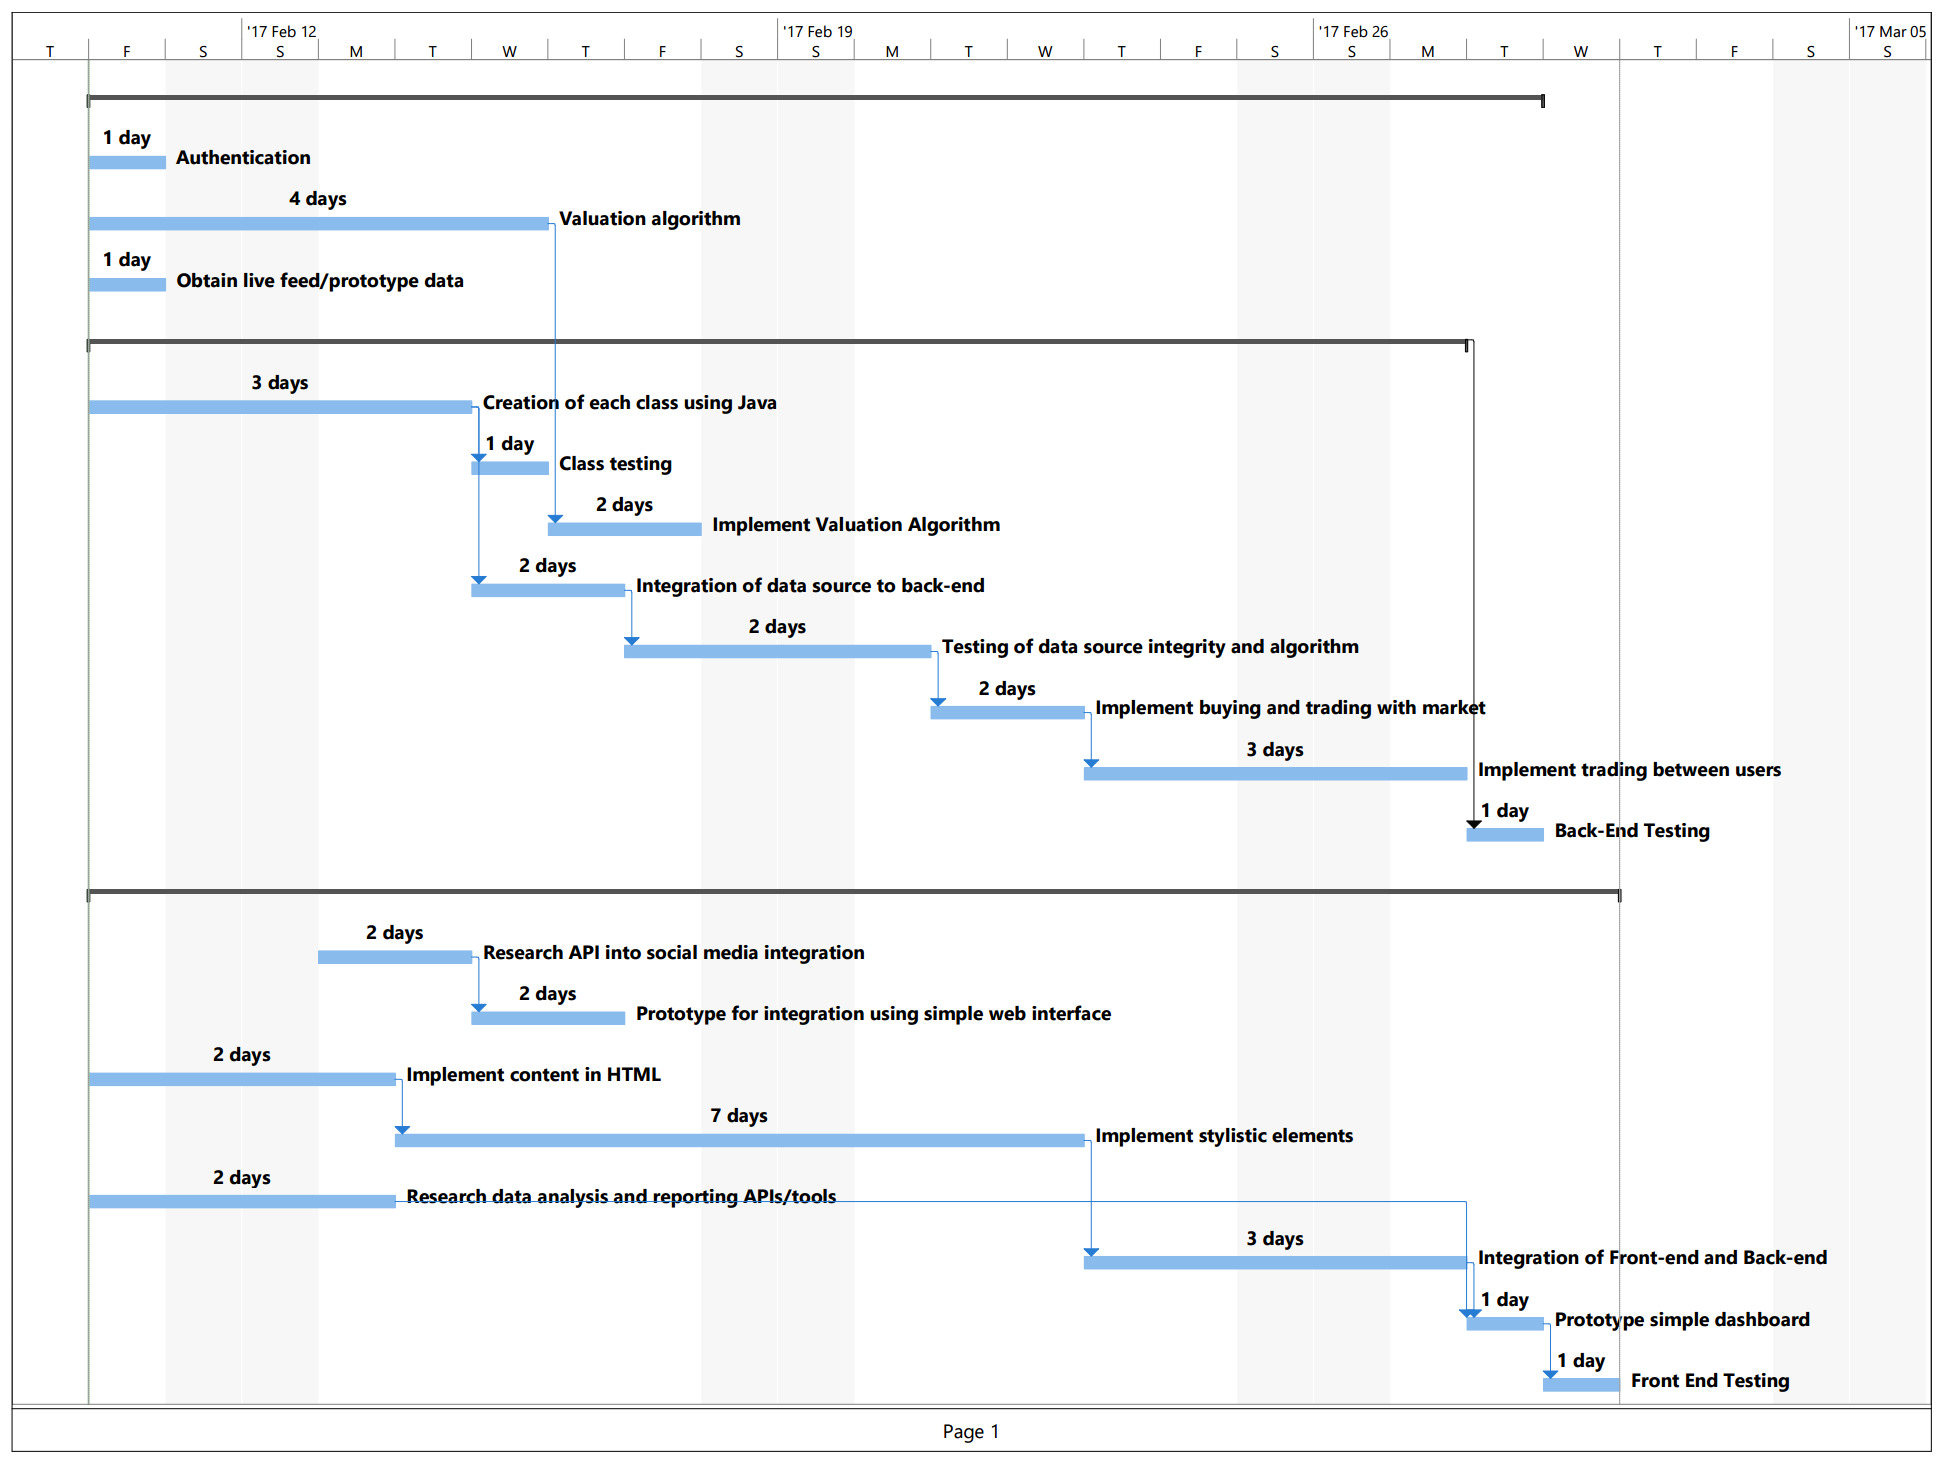 '17 Feb 12 '17 Feb 19 '17 Feb 26 '17 Mar 05
T F S S M T W T F S S M T W T F S S M T W T F S S
1 day
Authentication
4 days
Valuation algorithm
1 day
Obtain live feed/prototype data
3 days
Creation of each class using Java
1 day
Class testing
2 days
Implement Valuation Algorithm
2 days
Integration of data source to back-end
2 days
Testing of data source integrity and algorithm
2 days
Implement buying and trading with market
3 days
Implement trading between users
1 day
Back-End Testing
2 days
Research API into social media integration
2 days
Prototype for integration using simple web interface
2 days
Implement content in HTML
7 days
Implement stylistic elements
2 days
Research data analysis and reporting APIs/tools
3 days
Integration of Front-end and Back-end
1 day
Prototype simple dashboard
1 day
Front End Testing
Page 1